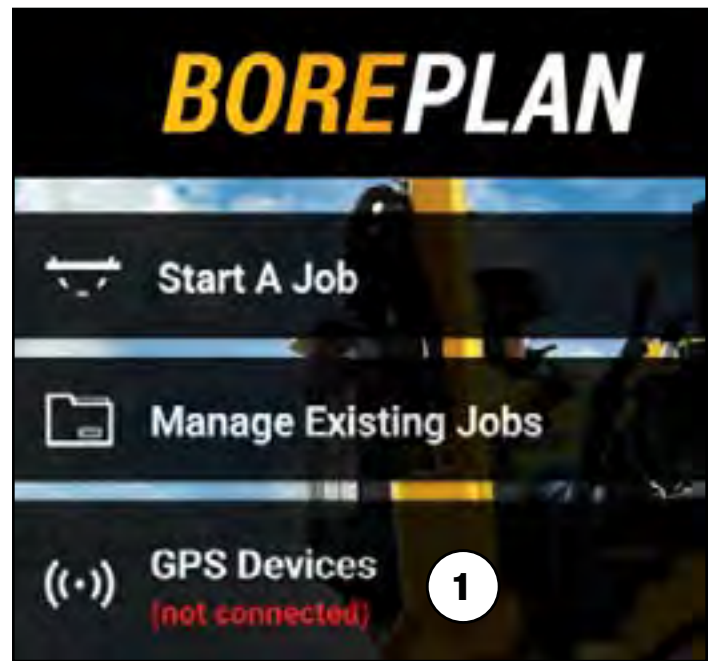 BOREPLAN
Start A Job
Manage Existing Jobs
GPS Devices
(not connected)
1